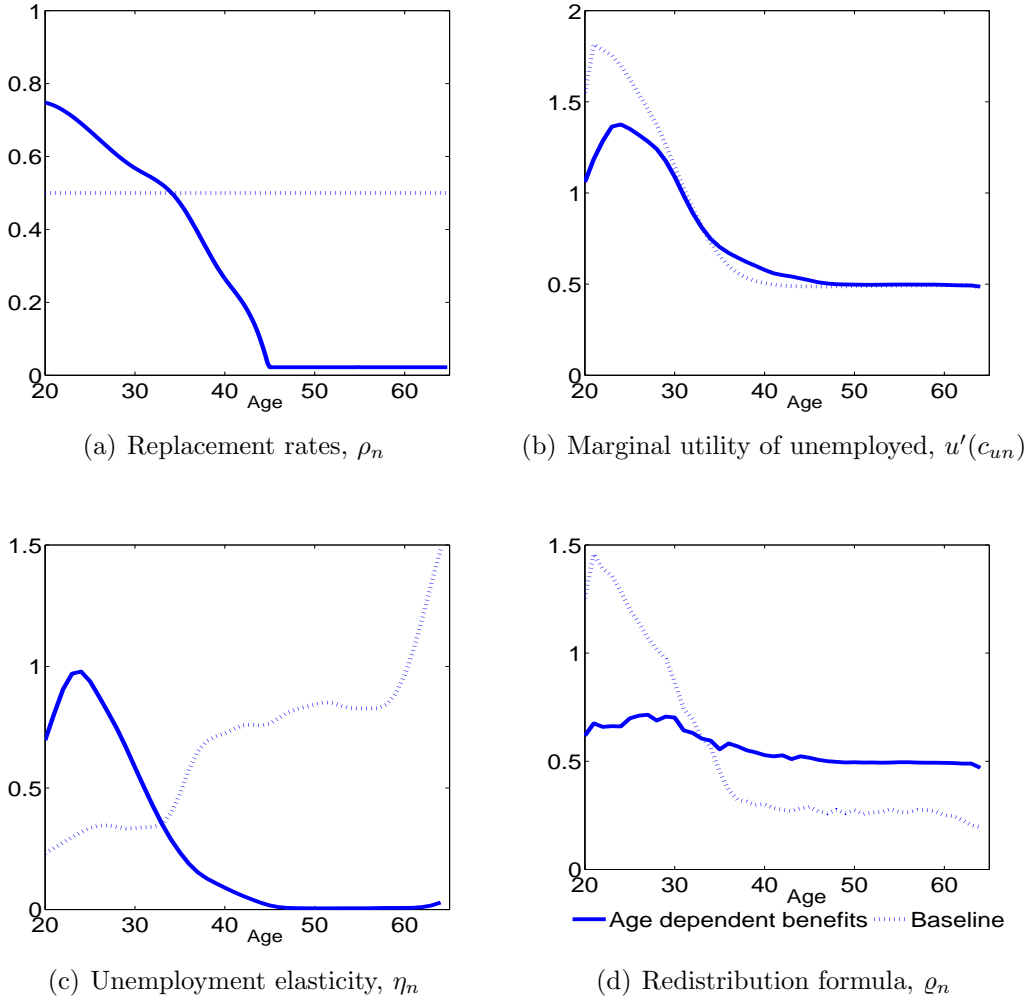 1
0.8
0.6
0.4
0.2
0
20 30 40 50 60
Age
(a) Replacement rates, ρₙ
2
1.5
1
0.5
0
20 30 40 50 60
Age
(b) Marginal utility of unemployed, u′(cᵤₙ)
1.5
1
0.5
0
20 30 40 50 60
Age
(c) Unemployment elasticity, ηₙ
1.5
1
0.5
0
20 30 40 50 60
Age
Age dependent benefits Baseline
(d) Redistribution formula, ϱₙ